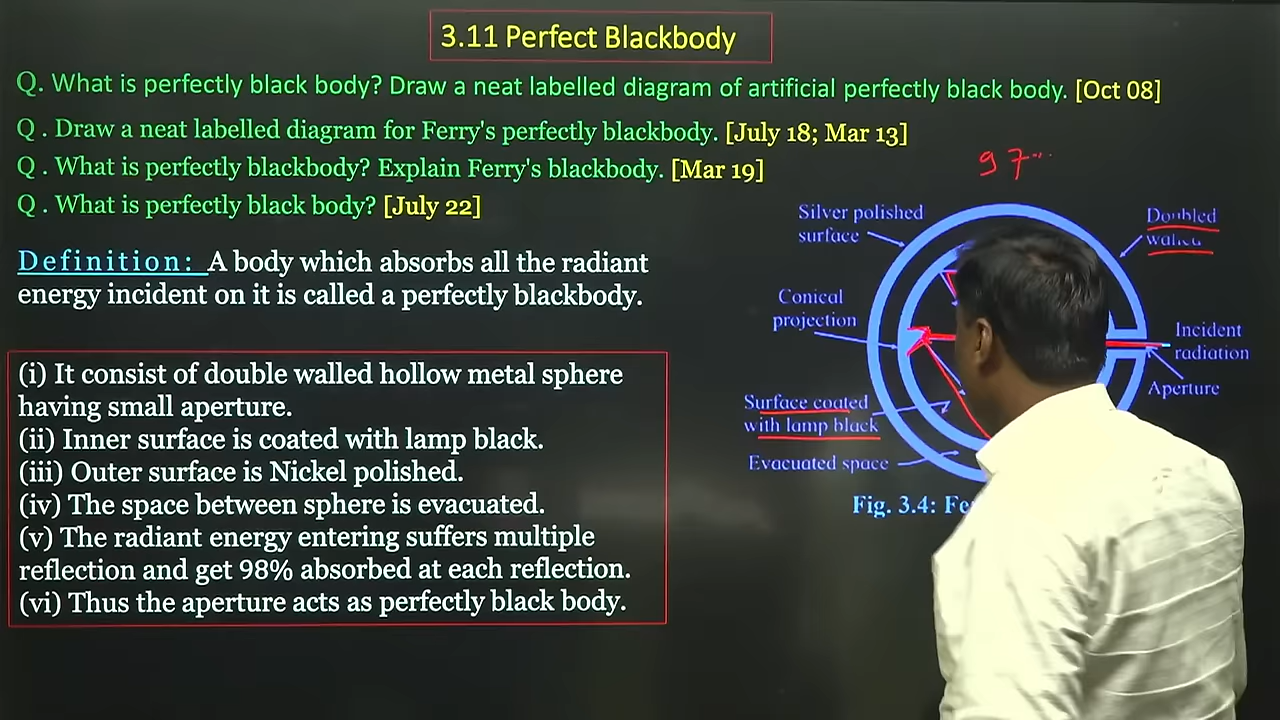 3.11 Perfect Blackbody
Q. What is perfectly black body? Draw a neat labelled diagram of artificial perfectly black body. [Oct 08]
Q . Draw a neat labelled diagram for Ferry's perfectly blackbody. [July 18; Mar 13]
Q . What is perfectly blackbody? Explain Ferry's blackbody. [Mar 19]
Q . What is perfectly black body? [July 22]
Definition: A body which absorbs all the radiant
energy incident on it is called a perfectly blackbody.
(i) It consist of double walled hollow metal sphere
having small aperture.
(ii) Inner surface is coated with lamp black.
(iii) Outer surface is Nickel polished.
(iv) The space between sphere is evacuated.
(v) The radiant energy entering suffers multiple
reflection and get 98% absorbed at each reflection.
(vi) Thus the aperture acts as perfectly black body.
97
Silver polished
surface
Doubled
walled
Conical
projection
Incident
radiation
Aperture
Surface coated
with lamp black
Evacuated space
Fig. 3.4: